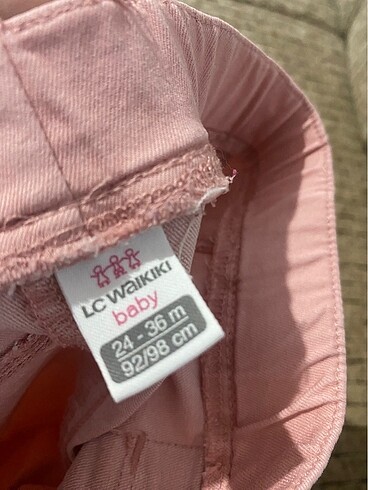 LC WAIKIKI
baby
24 - 36 m
92/98 cm